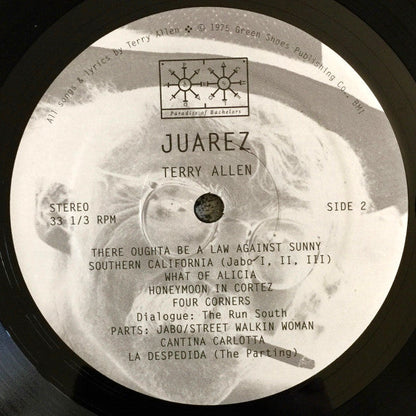 All songs & lyrics by Terry Allen ❖ © 1975 Green Shoes Publishing Co., BMI
Paradise of Bachelors
JUAREZ
TERRY ALLEN
STEREO
33 1/3 RPM
SIDE 2
THERE OUGHTA BE A LAW AGAINST SUNNY
SOUTHERN CALIFORNIA (Jabo I, II, III)
WHAT OF ALICIA
HONEYMOON IN CORTEZ
FOUR CORNERS
Dialogue: The Run South
PARTS: JABO/STREET WALKIN WOMAN
CANTINA CARLOTTA
LA DESPEDIDA (The Parting)